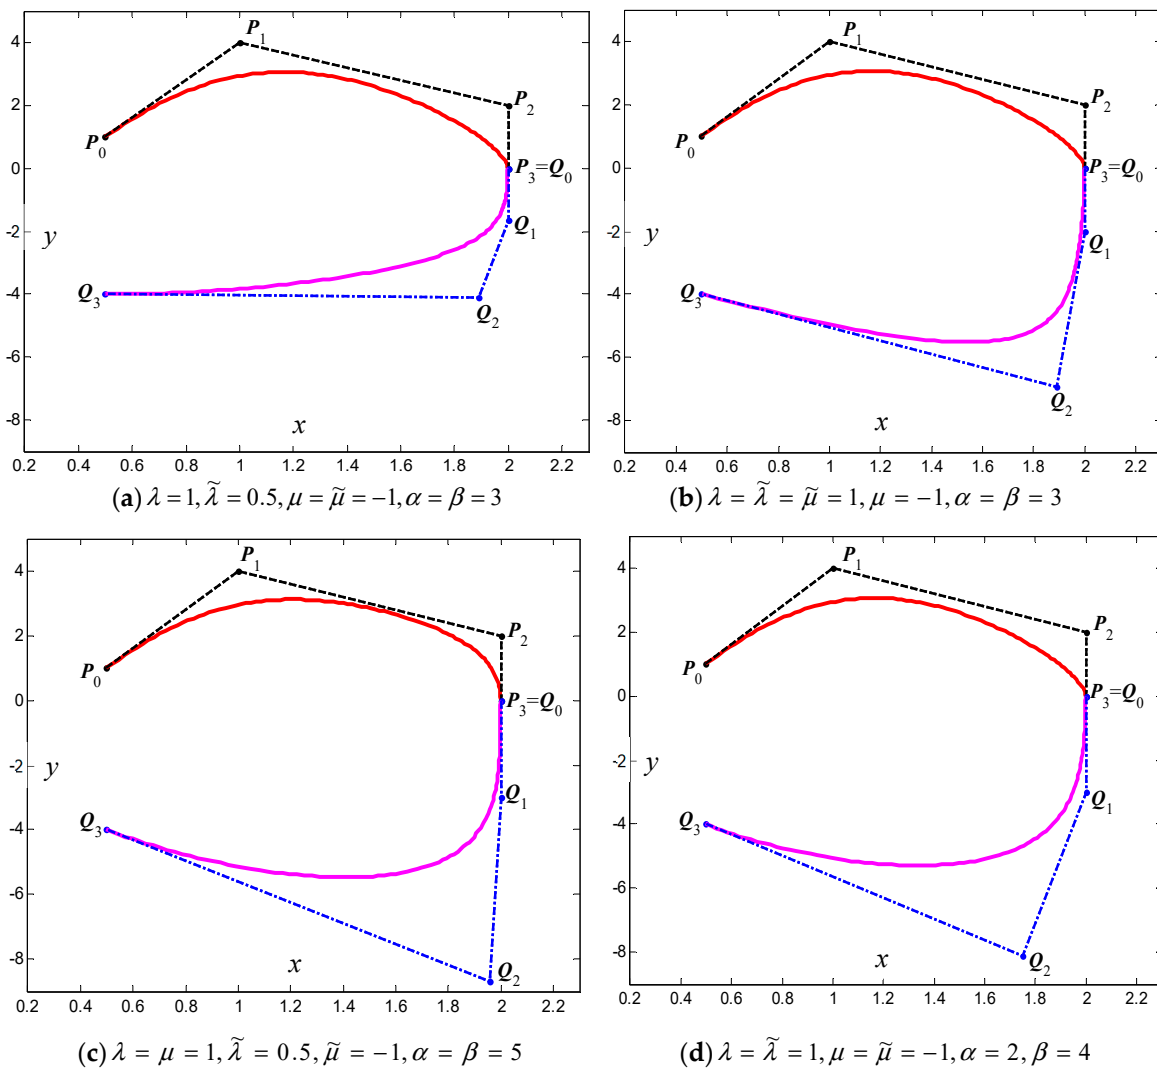 P1
4
P2
2
P0
0
P3=Q0
Q1
-2
y
-4
Q3
Q2
-6
-8
x
0.2 0.4 0.6 0.8 1 1.2 1.4 1.6 1.8 2 2.2
(a) λ = 1, λ̃ = 0.5, μ = μ̃ = −1, α = β = 3
P1
4
P2
2
P0
0
P3=Q0
Q1
-2
y
-4
Q3
-6
Q2
-8
x
0.2 0.4 0.6 0.8 1 1.2 1.4 1.6 1.8 2 2.2
(b) λ = λ̃ = μ̃ = 1, μ = −1, α = β = 3
P1
4
P2
2
P0
0
P3=Q0
-2
y
Q1
-4
Q3
-6
-8
x
Q2
0.2 0.4 0.6 0.8 1 1.2 1.4 1.6 1.8 2 2.2
(c) λ = μ = 1, λ̃ = 0.5, μ̃ = −1, α = β = 5
P1
4
P2
2
P0
0
P3=Q0
-2
y
Q1
-4
Q3
-6
-8
x
Q2
0.2 0.4 0.6 0.8 1 1.2 1.4 1.6 1.8 2 2.2
(d) λ = λ̃ = 1, μ = μ̃ = −1, α = 2, β = 4